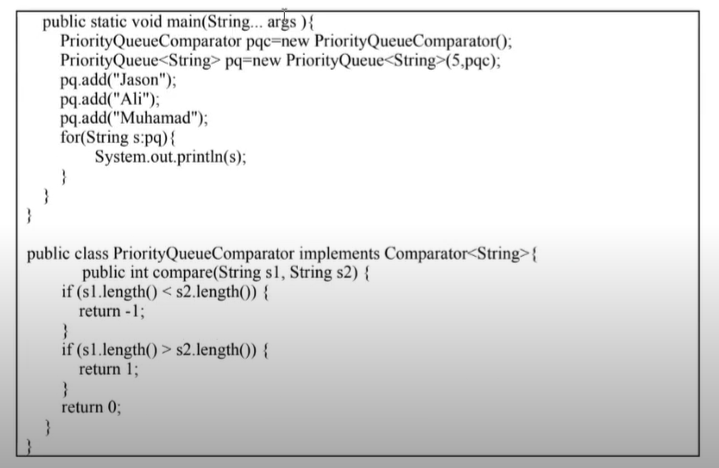 public static void main(String... args ){
PriorityQueueComparator pqc=new PriorityQueueComparator();
PriorityQueue<String> pq=new PriorityQueue<String>(5,pqc);
pq.add("Jason");
pq.add("Ali");
pq.add("Muhamad");
for(String s:pq){
System.out.println(s);
}
}
}
public class PriorityQueueComparator implements Comparator<String>{
public int compare(String s1, String s2) {
if (s1.length() < s2.length()) {
return -1;
}
if (s1.length() > s2.length()) {
return 1;
}
return 0;
}
}